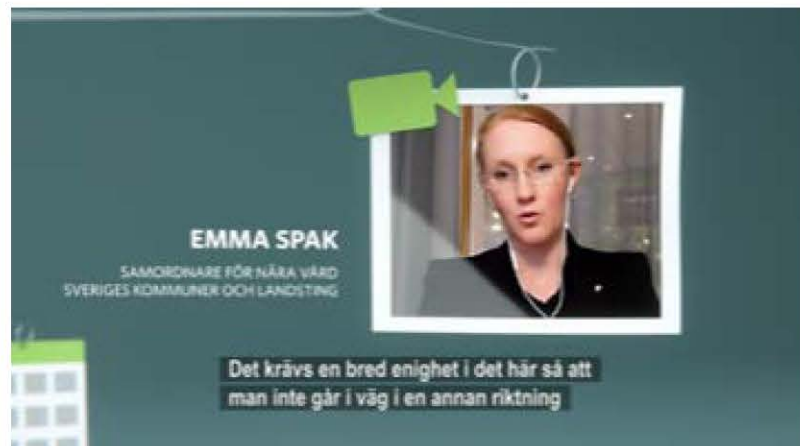 EMMA SPAK
SAMORDNARE FÖR NÄRA VÅRD
SVERIGES KOMMUNER OCH LANDSTING
Det krävs en bred enighet i det här så att
man inte går i väg i en annan riktning